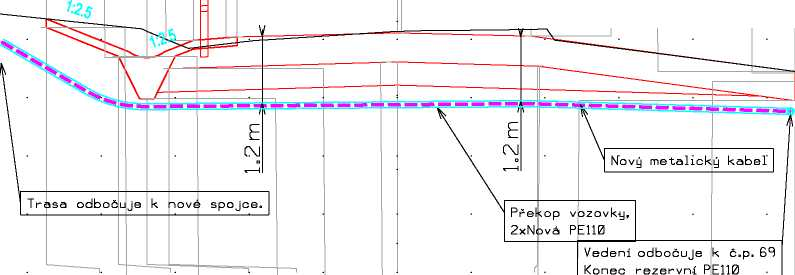 1:2.5
1:2.5
1.2 m
1.2 m
Nový metalický kabeľ
Trasa odbočuje k nové spojce.
Překop vozovky,
2xNová PE110
Vedení odbočuje k č.p. 69
Konec rezervní PE110